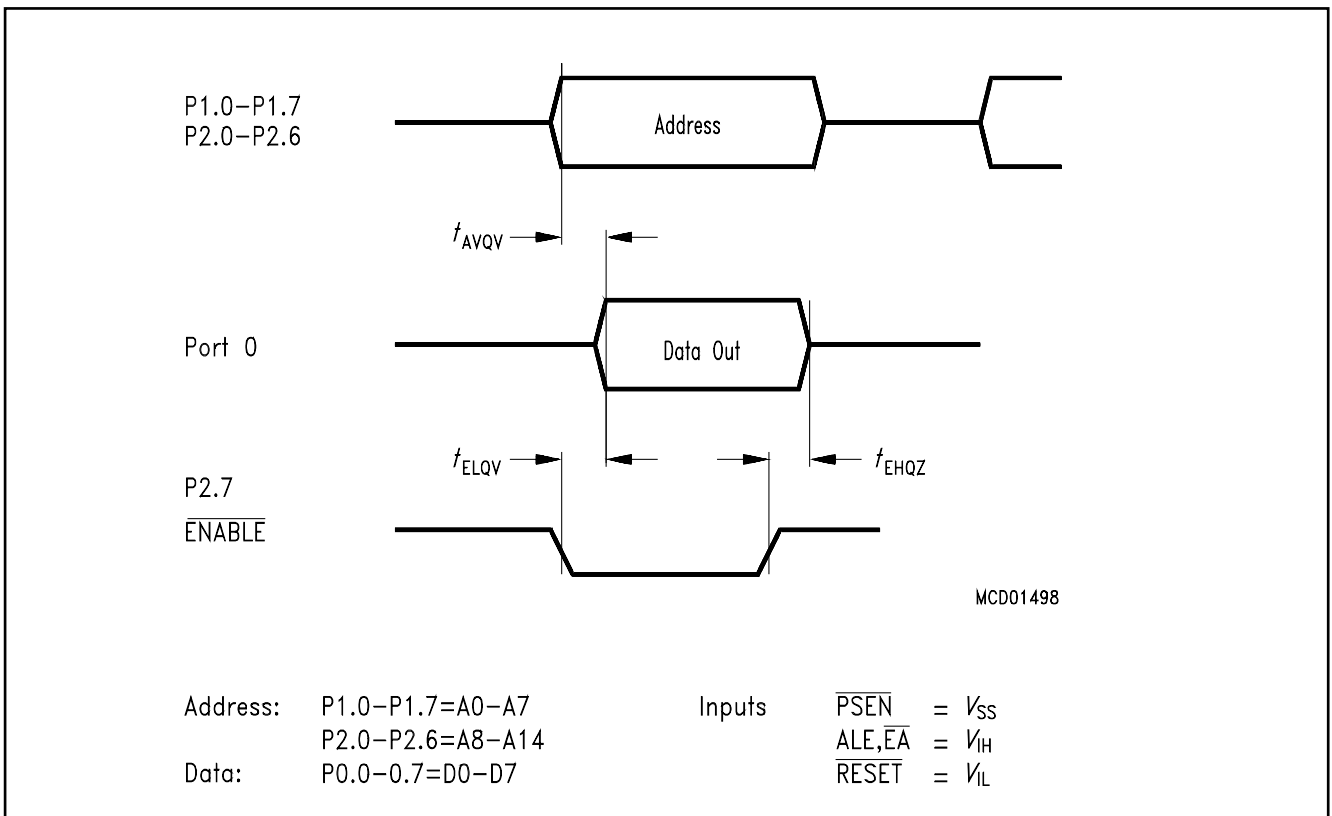 P1.0–P1.7
P2.0–P2.6
Address
tAVQV
Port 0
Data Out
tELQV
tEHQZ
P2.7
ENABLE
MCD01498
Address: P1.0–P1.7=A0–A7 Inputs PSEN = VSS
P2.0–P2.6=A8–A14 ALE,EA = VIH
Data: P0.0–0.7=D0–D7 RESET = VIL